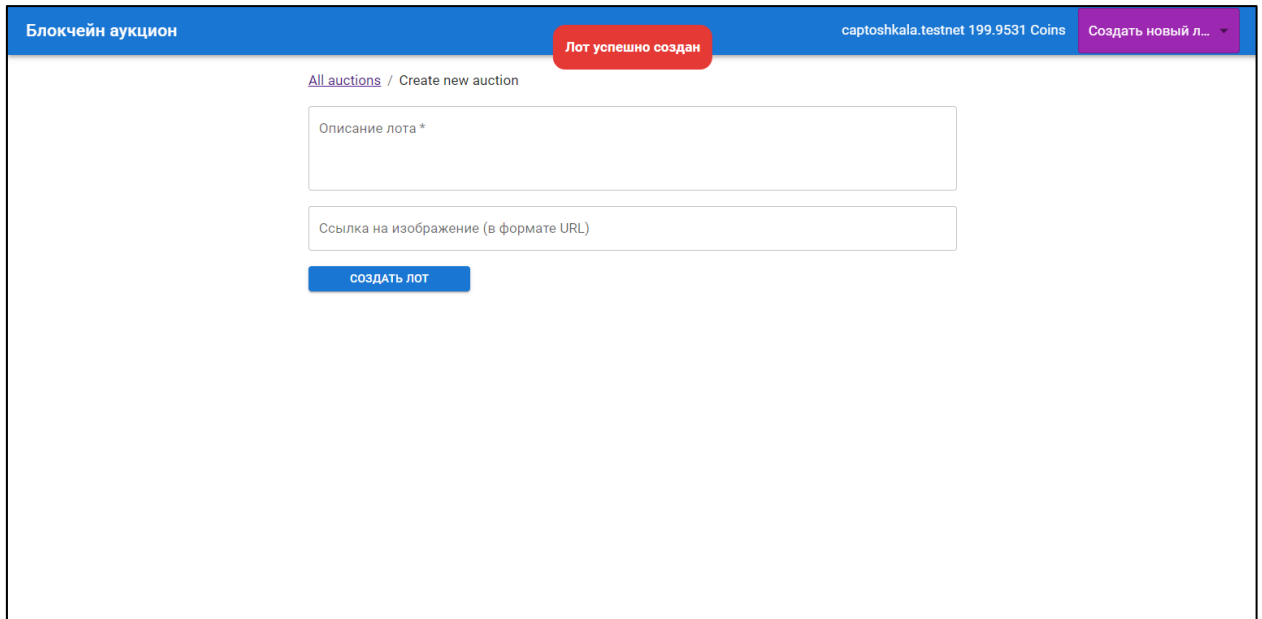 Блокчейн аукцион
Лот успешно создан
captoshkala.testnet 199.9531 Coins
Создать новый л...
All auctions / Create new auction
Описание лота *
Ссылка на изображение (в формате URL)
СОЗДАТЬ ЛОТ